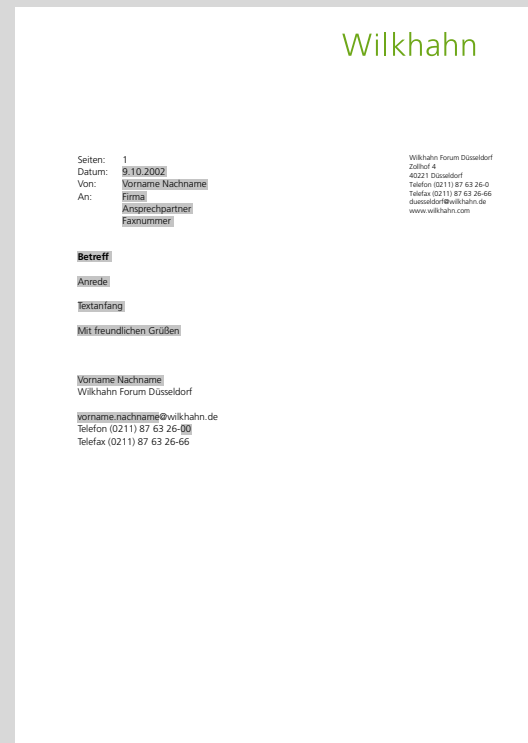 Wilkhahn
Seiten: 1
Datum: 9.10.2002
Von: Vorname Nachname
An: Firma
Ansprechpartner
Faxnummer
Wilkhahn Forum Düsseldorf
Zollhof 4
40221 Düsseldorf
Telefon (0211) 87 63 26-0
Telefax (0211) 87 63 26-66
duesseldorf@wilkhahn.de
www.wilkhahn.com
Betreff
Anrede
Textanfang
Mit freundlichen Grüßen
Vorname Nachname
Wilkhahn Forum Düsseldorf
vorname.nachname@wilkhahn.de
Telefon (0211) 87 63 26-00
Telefax (0211) 87 63 26-66